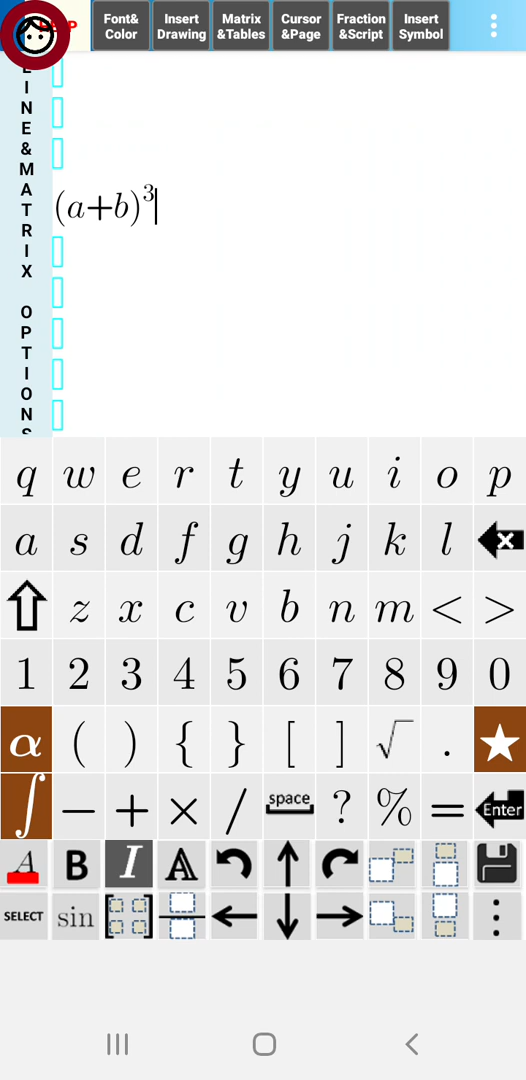 Font& Color
Insert Drawing
Matrix &Tables
Cursor &Page
Fraction &Script
Insert Symbol
INE&MATRIX OPTIONS
(a+b)³
q w e r t y u i o p
a s d f g h j k l
z x c v b n m < >
1 2 3 4 5 6 7 8 9 0
α ( ) { } [ ] √ .
∫ − + × / space ? % = Enter
A B I A
SELECT sin